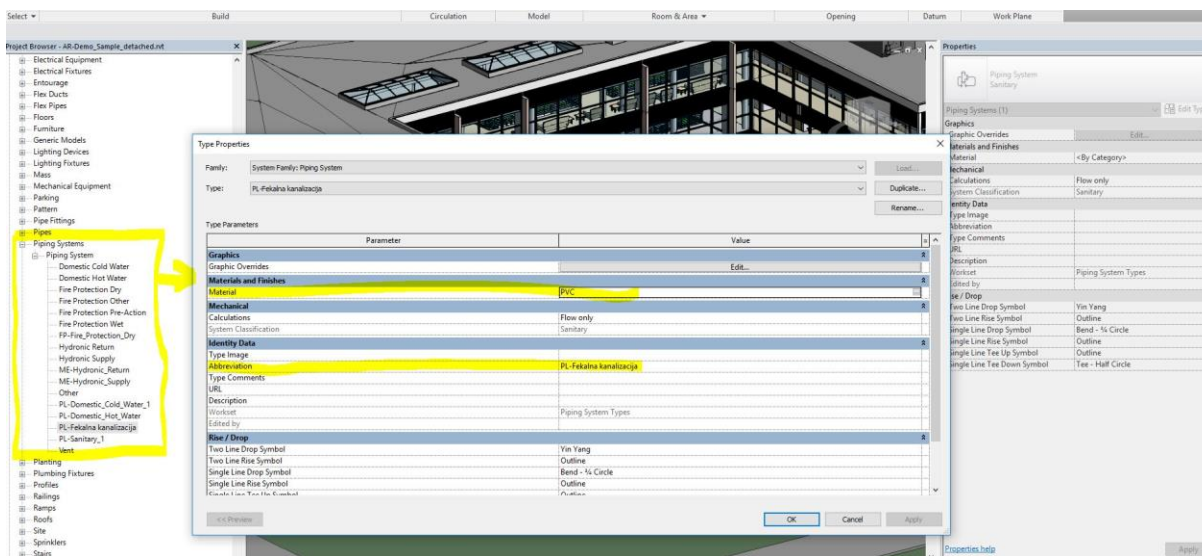 Select ▾ Build Circulation Model Room & Area ▾ Opening Datum Work Plane
Project Browser - AR-Demo_Sample_detached.rvt
Electrical Equipment
Electrical Fixtures
Entourage
Flex Ducts
Flex Pipes
Floors
Furniture
Generic Models
Lighting Devices
Lighting Fixtures
Mass
Mechanical Equipment
Parking
Pattern
Pipe Fittings
Pipes
Piping Systems
Piping System
Domestic Cold Water
Domestic Hot Water
Fire Protection Dry
Fire Protection Other
Fire Protection Pre-Action
Fire Protection Wet
FP-Fire_Protection_Dry
Hydronic Return
Hydronic Supply
ME-Hydronic_Return
ME-Hydronic_Supply
Other
PL-Domestic_Cold_Water_1
PL-Domestic_Hot_Water
PL-Fekalna kanalizacija
PL-Sanitary_1
Vent
Planting
Plumbing Fixtures
Profiles
Railings
Ramps
Roofs
Site
Sprinklers
Stairs
Type Properties
Family: System Family: Piping System Load...
Type: PL-Fekalna kanalizacija Duplicate...
Rename...
Type Parameters
Parameter Value
Graphics
Graphic Overrides Edit...
Materials and Finishes
Material PVC
Mechanical
Calculations Flow only
System Classification Sanitary
Identity Data
Type Image
Abbreviation PL-Fekalna kanalizacija
Type Comments
URL
Description
Workset Piping System Types
Edited by
Rise / Drop
Two Line Drop Symbol Yin Yang
Two Line Rise Symbol Outline
Single Line Drop Symbol Bend - ¾ Circle
Single Line Rise Symbol Outline
Single Line Tee Up Symbol Outline
<< Preview OK Cancel Apply
Properties
Piping System
Sanitary
Piping Systems (1) Edit Ty
Graphics
Graphic Overrides Edit...
Materials and Finishes
Material <By Category>
Mechanical
Calculations Flow only
System Classification Sanitary
Identity Data
Type Image
Abbreviation
Type Comments
URL
Description
Workset Piping System Types
Edited by
Rise / Drop
Two Line Drop Symbol Yin Yang
Two Line Rise Symbol Outline
Single Line Drop Symbol Bend - ¾ Circle
Single Line Rise Symbol Outline
Single Line Tee Up Symbol Outline
Single Line Tee Down Symbol Tee - Half Circle
Properties help Apply